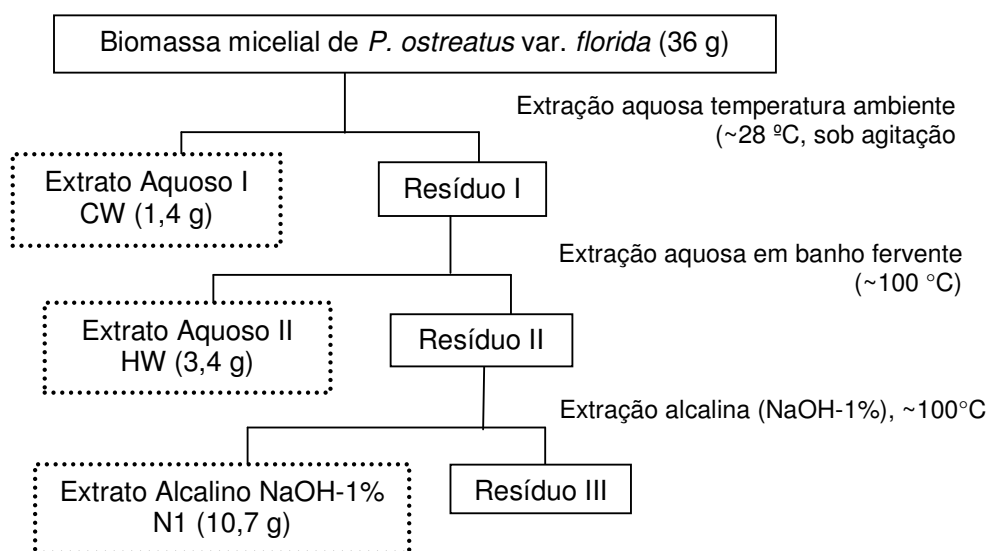 Biomassa micelial de P. ostreatus var. florida (36 g)
Extração aquosa temperatura ambiente
(~28 ºC, sob agitação
Extrato Aquoso I
CW (1,4 g)
Resíduo I
Extração aquosa em banho fervente
(~100 °C)
Extrato Aquoso II
HW (3,4 g)
Resíduo II
Extração alcalina (NaOH-1%), ~100°C
Extrato Alcalino NaOH-1%
N1 (10,7 g)
Resíduo III